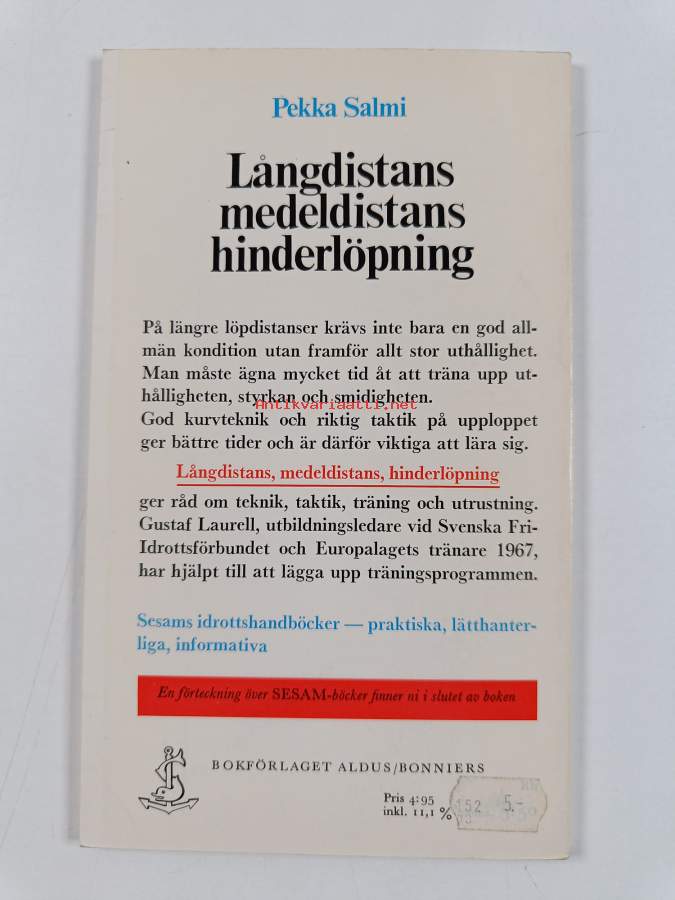 Pekka Salmi
Långdistans
medeldistans
hinderlöpning
På längre löpdistanser krävs inte bara en god all-
män kondition utan framför allt stor uthållighet.
Man måste ägna mycket tid åt att träna upp ut-
hålligheten, styrkan och smidigheten.
Antikvariaatti.net
God kurvteknik och riktig taktik på upploppet
ger bättre tider och är därför viktiga att lära sig.
Långdistans, medeldistans, hinderlöpning
ger råd om teknik, taktik, träning och utrustning.
Gustaf Laurell, utbildningsledare vid Svenska Fri-
Idrottsförbundet och Europalagets tränare 1967,
har hjälpt till att lägga upp träningsprogrammen.
Sesams idrottshandböcker — praktiska, lätthanter-
liga, informativa
En förteckning över SESAM-böcker finner ni i slutet av boken
BOKFÖRLAGET ALDUS/BONNIERS
Pris 4:95
inkl. 11,1 %
152 5.-